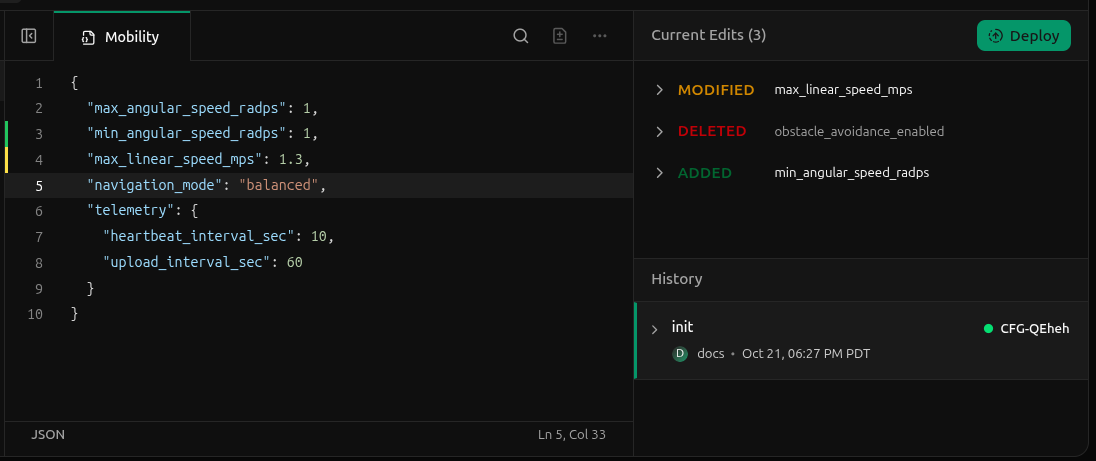 Mobility
1 {
2 "max_angular_speed_radps": 1,
3 "min_angular_speed_radps": 1,
4 "max_linear_speed_mps": 1.3,
5 "navigation_mode": "balanced",
6 "telemetry": {
7 "heartbeat_interval_sec": 10,
8 "upload_interval_sec": 60
9 }
10 }
JSON
Ln 5, Col 33
Current Edits (3)
Deploy
MODIFIED max_linear_speed_mps
DELETED obstacle_avoidance_enabled
ADDED min_angular_speed_radps
History
init
CFG-QEheh
D docs • Oct 21, 06:27 PM PDT